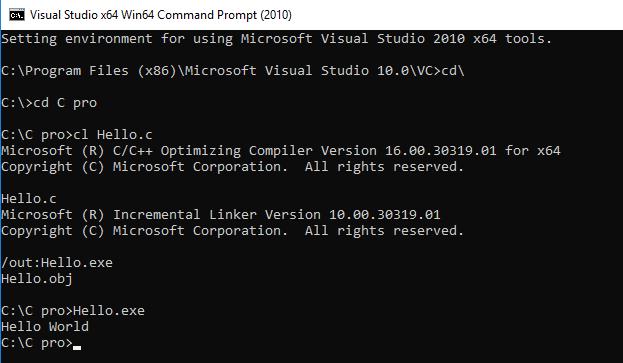 Visual Studio x64 Win64 Command Prompt (2010)
Setting environment for using Microsoft Visual Studio 2010 x64 tools.
C:\Program Files (x86)\Microsoft Visual Studio 10.0\VC>cd\
C:\>cd C pro
C:\C pro>cl Hello.c
Microsoft (R) C/C++ Optimizing Compiler Version 16.00.30319.01 for x64
Copyright (C) Microsoft Corporation.  All rights reserved.
Hello.c
Microsoft (R) Incremental Linker Version 10.00.30319.01
Copyright (C) Microsoft Corporation.  All rights reserved.
/out:Hello.exe
Hello.obj
C:\C pro>Hello.exe
Hello World
C:\C pro>